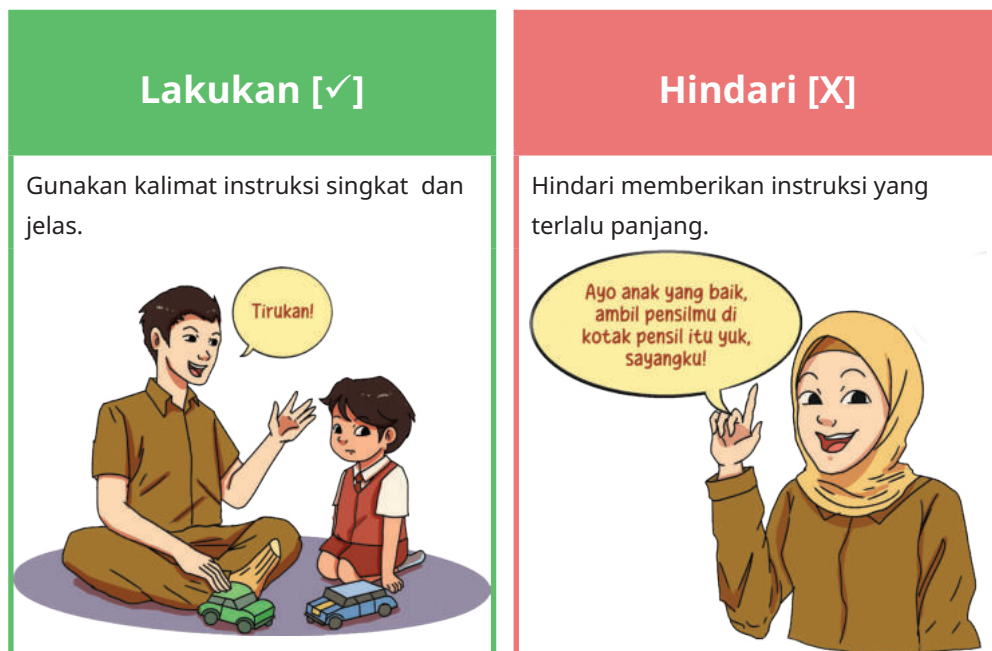 Lakukan [✓]
Gunakan kalimat instruksi singkat dan
jelas.
Tirukan!
Hindari [X]
Hindari memberikan instruksi yang
terlalu panjang.
Ayo anak yang baik,
ambil pensilmu di
kotak pensil itu yuk,
sayangku!